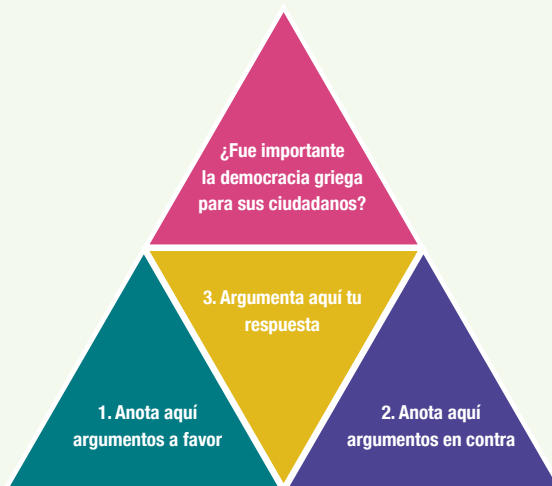 ¿Fue importante
la democracia griega
para sus ciudadanos?
3. Argumenta aquí tu
respuesta
1. Anota aquí
argumentos a favor
2. Anota aquí
argumentos en contra